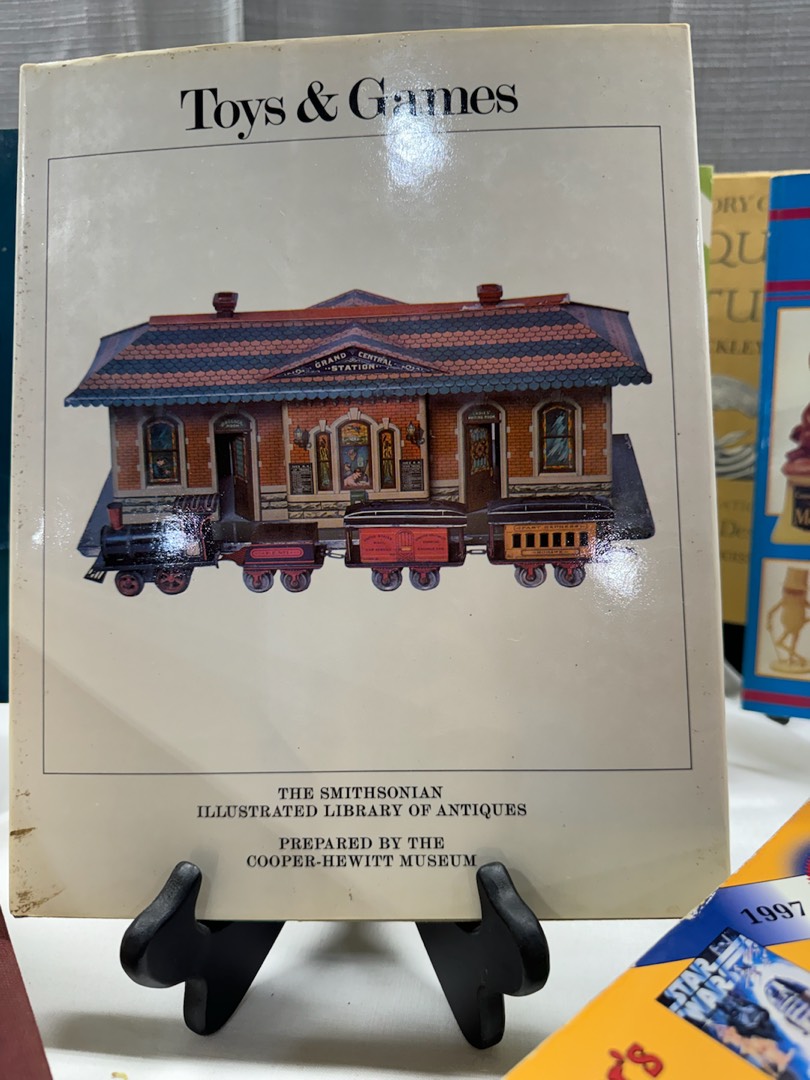 Toys & Games
GRAND CENTRAL
STATION
THE SMITHSONIAN
ILLUSTRATED LIBRARY OF ANTIQUES
PREPARED BY THE
COOPER-HEWITT MUSEUM
1997
STAR
WARS